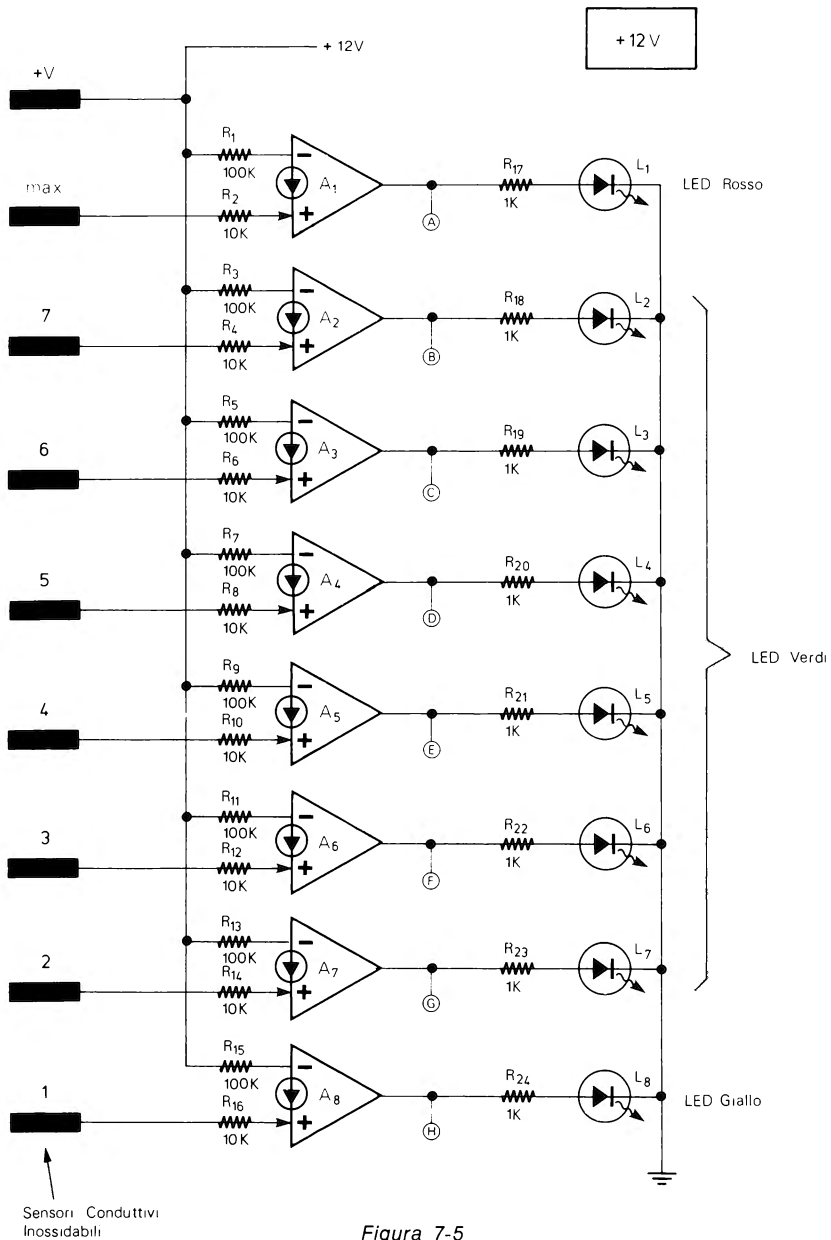 + 12V
+12V
+V
R1
100K
A1
R17
1K
L1
LED Rosso
max
R2
10K
A
R3
100K
A2
R18
1K
L2
7
R4
10K
B
R5
100K
A3
R19
1K
L3
6
R6
10K
C
R7
100K
A4
R20
1K
L4
5
R8
10K
D
LED Verdi
R9
100K
A5
R21
1K
L5
4
R10
10K
E
R11
100K
A6
R22
1K
L6
3
R12
10K
F
R13
100K
A7
R23
1K
L7
2
R14
10K
G
R15
100K
A8
R24
1K
L8
LED Giallo
1
R16
10K
H
Sensori Conduttivi
Inossidabili
Figura 7-5